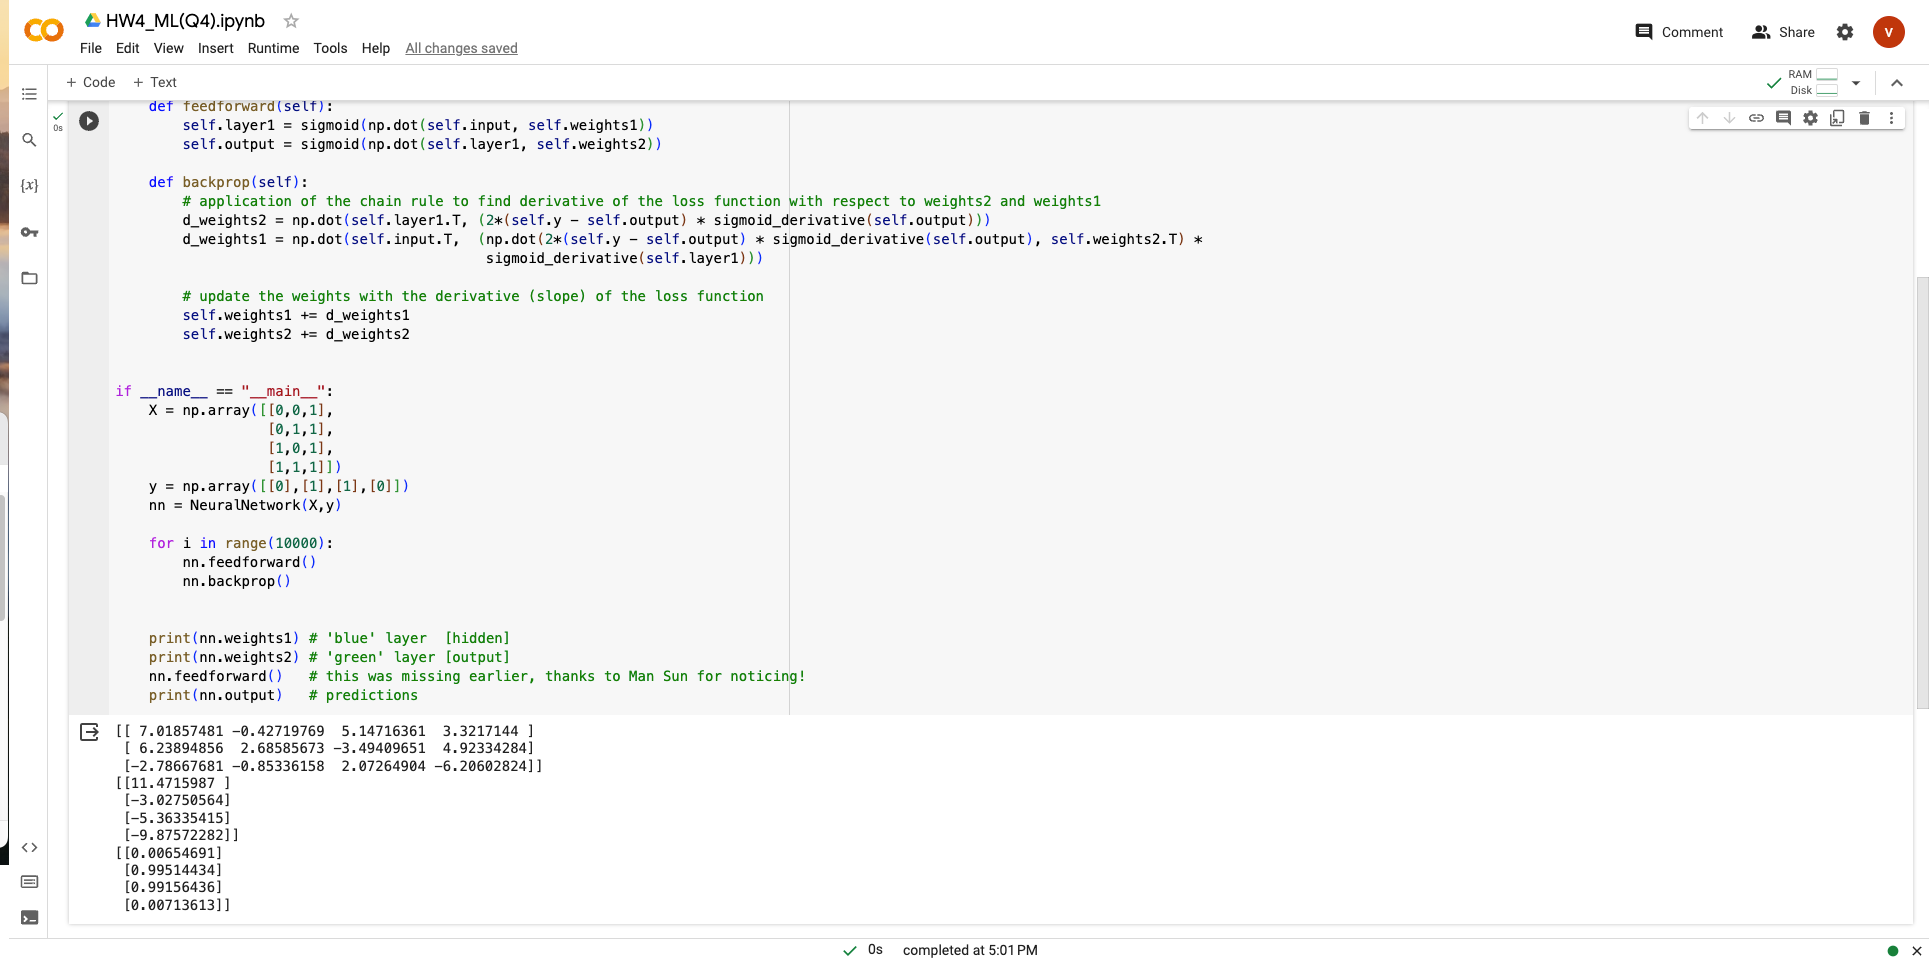 HW4_ML(Q4).ipynb
File Edit View Insert Runtime Tools Help All changes saved
Comment Share V
+ Code + Text
RAM
Disk
0s
    def feedforward(self):
        self.layer1 = sigmoid(np.dot(self.input, self.weights1))
        self.output = sigmoid(np.dot(self.layer1, self.weights2))
    def backprop(self):
        # application of the chain rule to find derivative of the loss function with respect to weights2 and weights1
        d_weights2 = np.dot(self.layer1.T, (2*(self.y - self.output) * sigmoid_derivative(self.output)))
        d_weights1 = np.dot(self.input.T,  (np.dot(2*(self.y - self.output) * sigmoid_derivative(self.output), self.weights2.T) *
                                            sigmoid_derivative(self.layer1)))
        # update the weights with the derivative (slope) of the loss function
        self.weights1 += d_weights1
        self.weights2 += d_weights2
if __name__ == "__main__":
    X = np.array([[0,0,1],
                  [0,1,1],
                  [1,0,1],
                  [1,1,1]])
    y = np.array([[0],[1],[1],[0]])
    nn = NeuralNetwork(X,y)
    for i in range(10000):
        nn.feedforward()
        nn.backprop()
    print(nn.weights1) # 'blue' layer  [hidden]
    print(nn.weights2) # 'green' layer [output]
    nn.feedforward()   # this was missing earlier, thanks to Man Sun for noticing!
    print(nn.output)   # predictions
[[ 7.01857481 -0.42719769  5.14716361  3.3217144 ]
 [ 6.23894856  2.68585673 -3.49409651  4.92334284]
 [-2.78667681 -0.85336158  2.07264904 -6.20602824]]
[[11.4715987 ]
 [-3.02750564]
 [-5.36335415]
 [-9.87572282]]
[[0.00654691]
 [0.99514434]
 [0.99156436]
 [0.00713613]]
0s completed at 5:01 PM